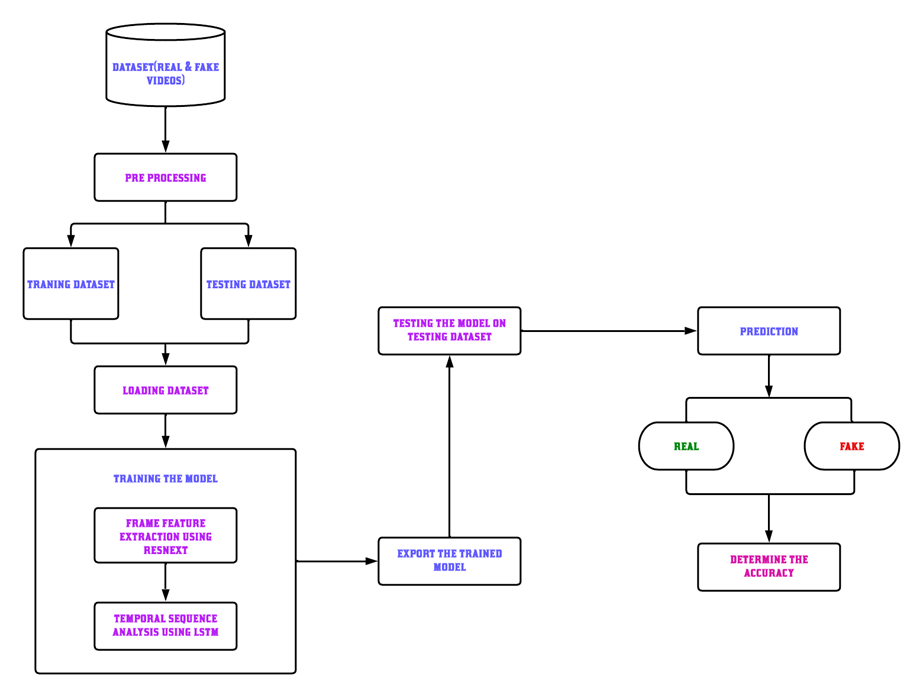 DATASET(REAL & FAKE
VIDEOS)
PRE PROCESSING
TRANING DATASET
TESTING DATASET
LOADING DATASET
TRAINING THE MODEL
FRAME FEATURE
EXTRACTION USING
RESNEXT
TEMPORAL SEQUENCE
ANALYSIS USING LSTM
EXPORT THE TRAINED
MODEL
TESTING THE MODEL ON
TESTING DATASET
PREDICTION
REAL
FAKE
DETERMINE THE
ACCURACY